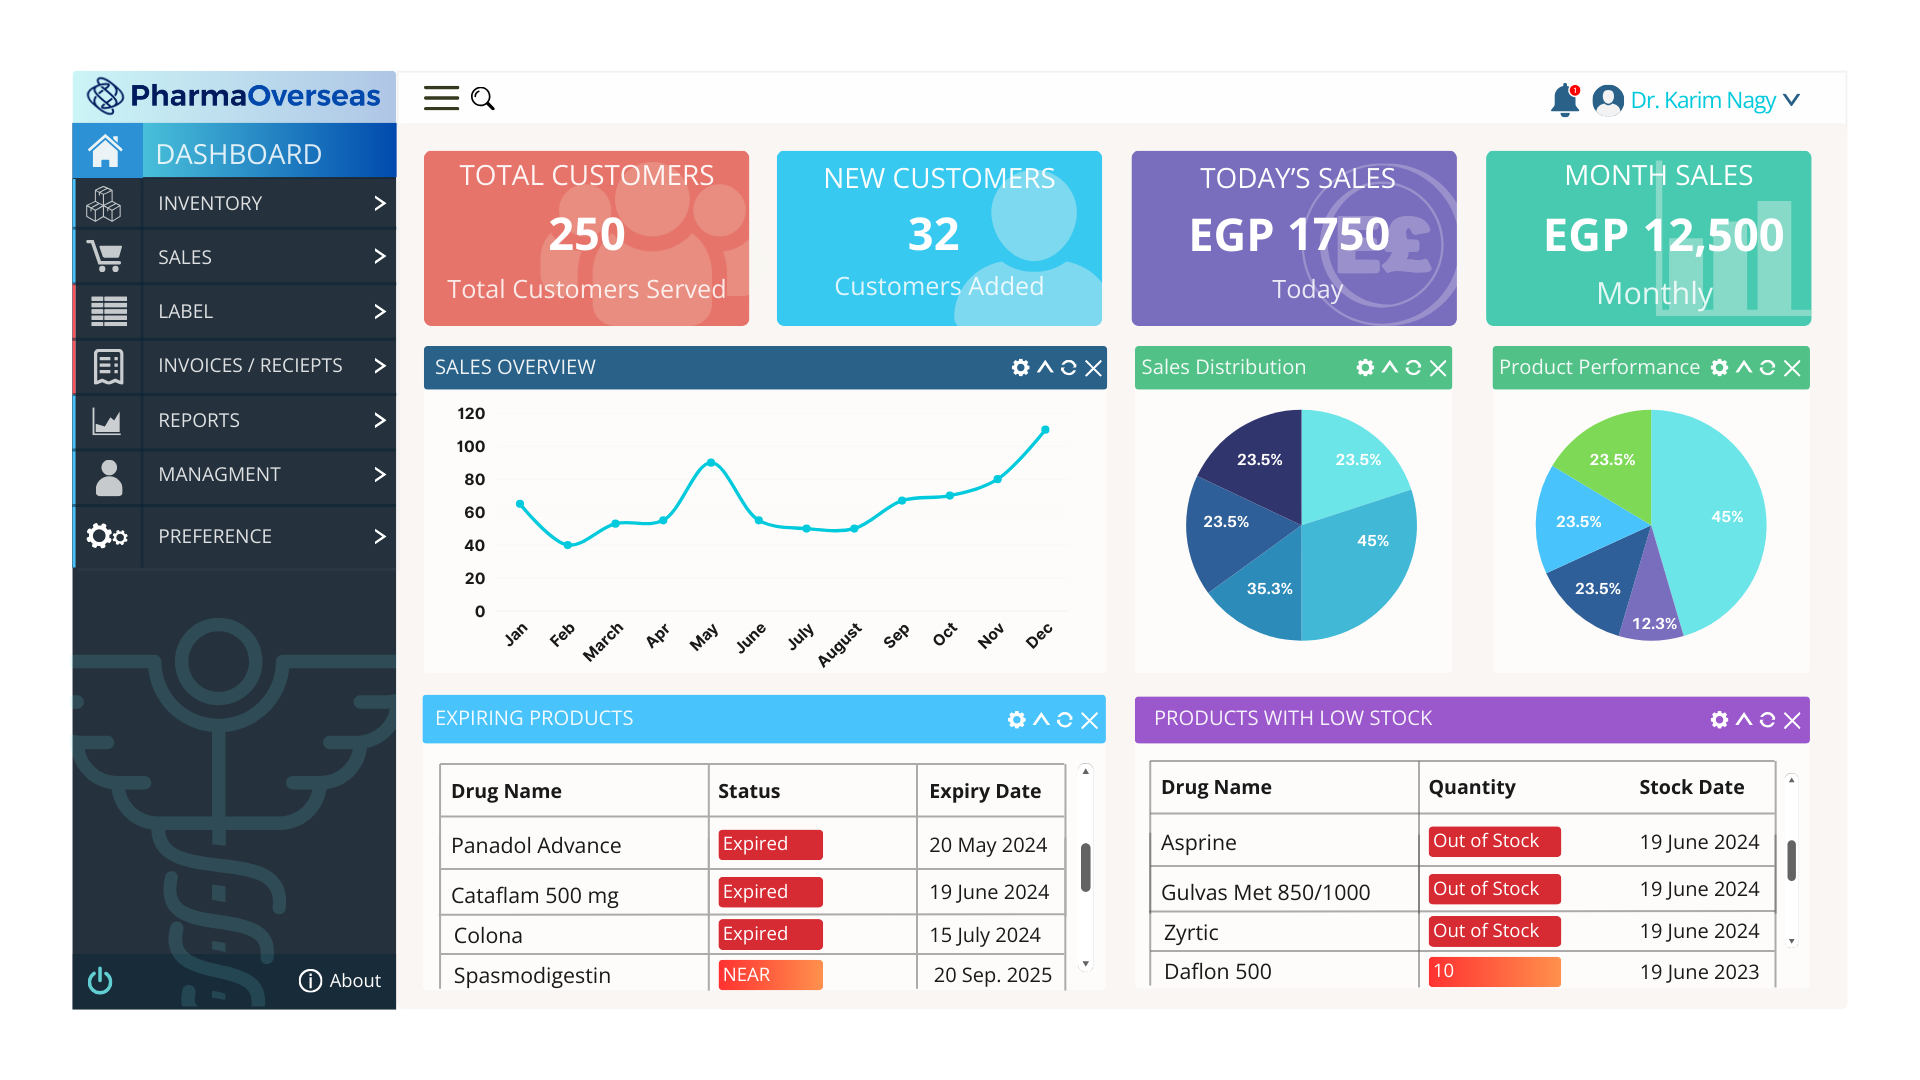 PharmaOverseas
1
Dr. Karim Nagy
DASHBOARD
INVENTORY
SALES
LABEL
INVOICES / RECIEPTS
REPORTS
MANAGMENT
PREFERENCE
About
TOTAL CUSTOMERS
250
Total Customers Served
NEW CUSTOMERS
32
Customers Added
TODAY’S SALES
EGP 1750
E£
Today
MONTH SALES
EGP 12,500
Monthly
SALES OVERVIEW
120
100
80
60
40
20
0
Jan
Feb
March
Apr
May
June
July
August
Sep
Oct
Nov
Dec
Sales Distribution
23.5%
23.5%
23.5%
45%
35.3%
Product Performance
23.5%
45%
23.5%
23.5%
12.3%
EXPIRING PRODUCTS
Drug Name Status Expiry Date
Panadol Advance Expired 20 May 2024
Cataflam 500 mg Expired 19 June 2024
Colona Expired 15 July 2024
Spasmodigestin NEAR 20 Sep. 2025
PRODUCTS WITH LOW STOCK
Drug Name Quantity Stock Date
Asprine Out of Stock 19 June 2024
Gulvas Met 850/1000 Out of Stock 19 June 2024
Zyrtic Out of Stock 19 June 2024
Daflon 500 10 19 June 2023